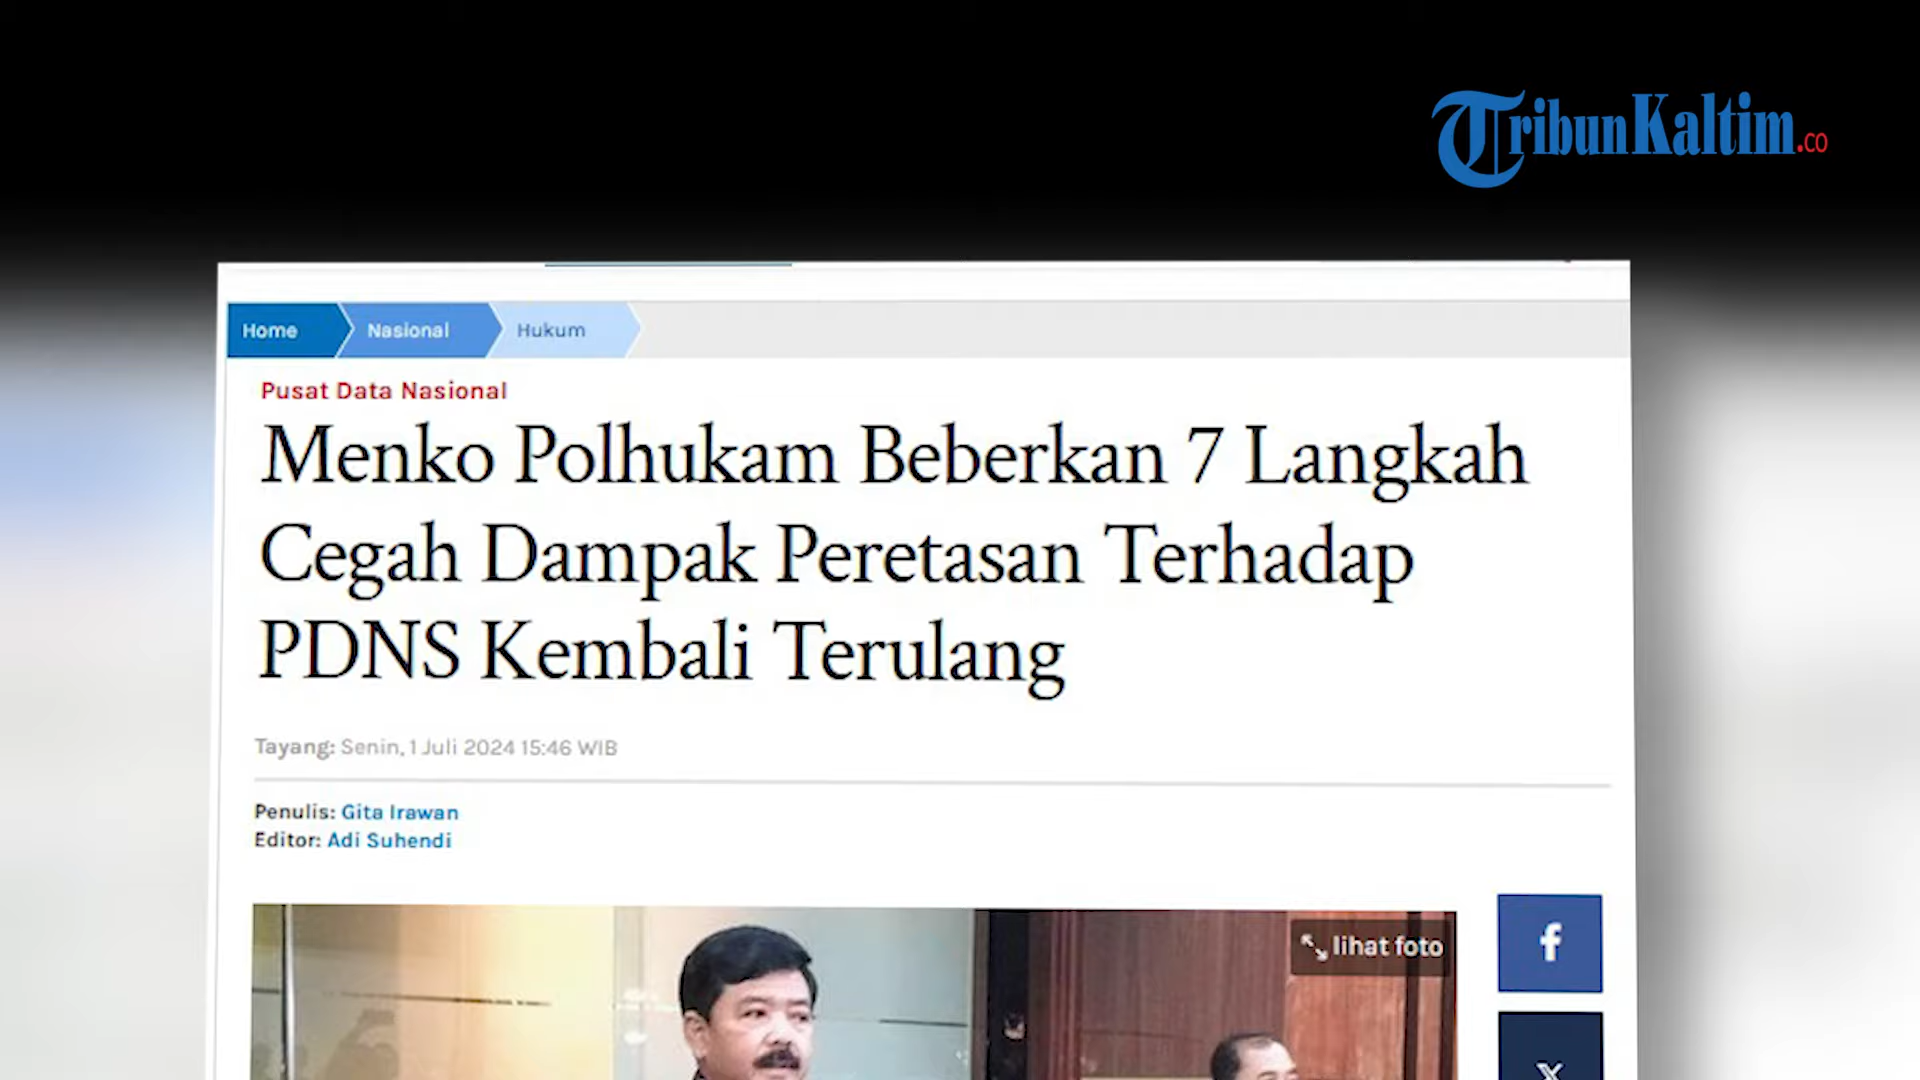 TribunKaltim.co
Home
Nasional
Hukum
Pusat Data Nasional
Menko Polhukam Beberkan 7 Langkah
Cegah Dampak Peretasan Terhadap
PDNS Kembali Terulang
Tayang: Senin, 1 Juli 2024 15:46 WIB
Penulis: Gita Irawan
Editor: Adi Suhendi
lihat foto
f
X